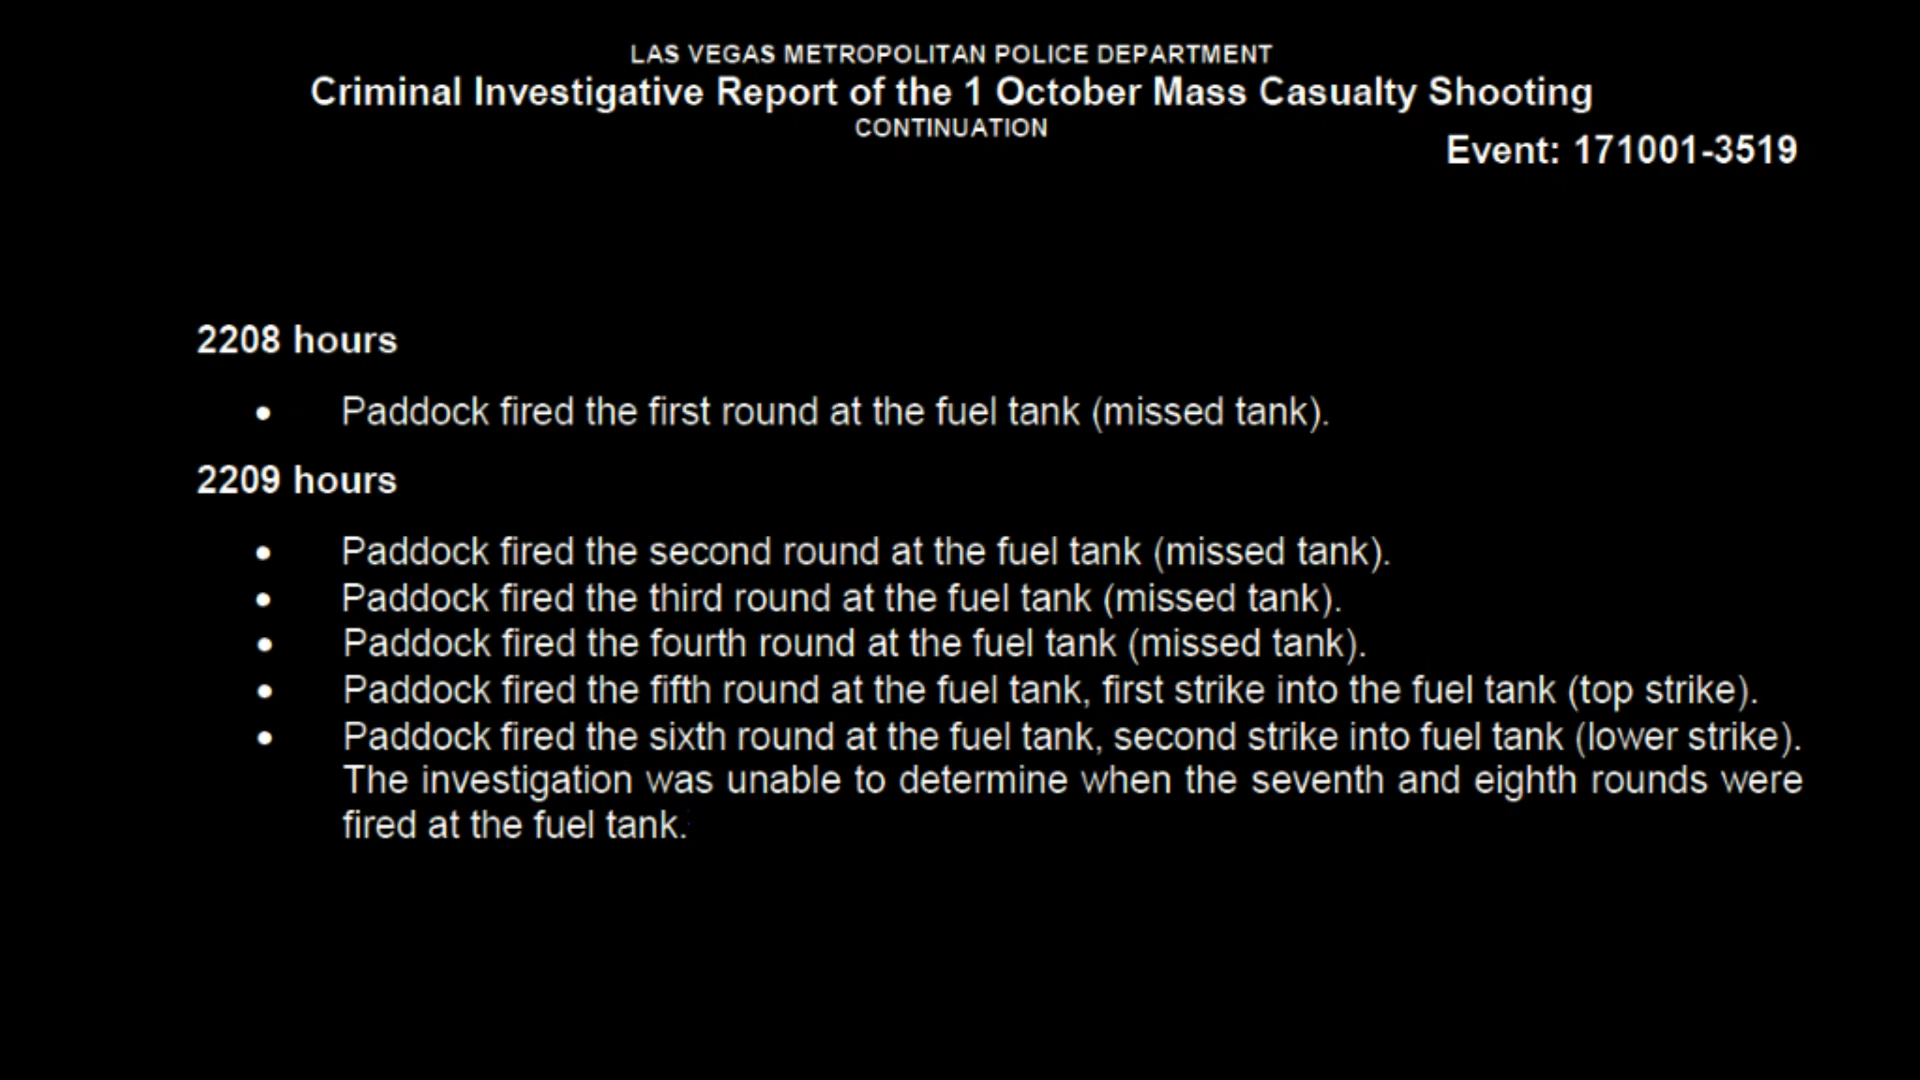 LAS VEGAS METROPOLITAN POLICE DEPARTMENT
Criminal Investigative Report of the 1 October Mass Casualty Shooting
CONTINUATION
Event: 171001-3519
2208 hours
• Paddock fired the first round at the fuel tank (missed tank).
2209 hours
• Paddock fired the second round at the fuel tank (missed tank).
• Paddock fired the third round at the fuel tank (missed tank).
• Paddock fired the fourth round at the fuel tank (missed tank).
• Paddock fired the fifth round at the fuel tank, first strike into the fuel tank (top strike).
• Paddock fired the sixth round at the fuel tank, second strike into fuel tank (lower strike).
The investigation was unable to determine when the seventh and eighth rounds were
fired at the fuel tank.